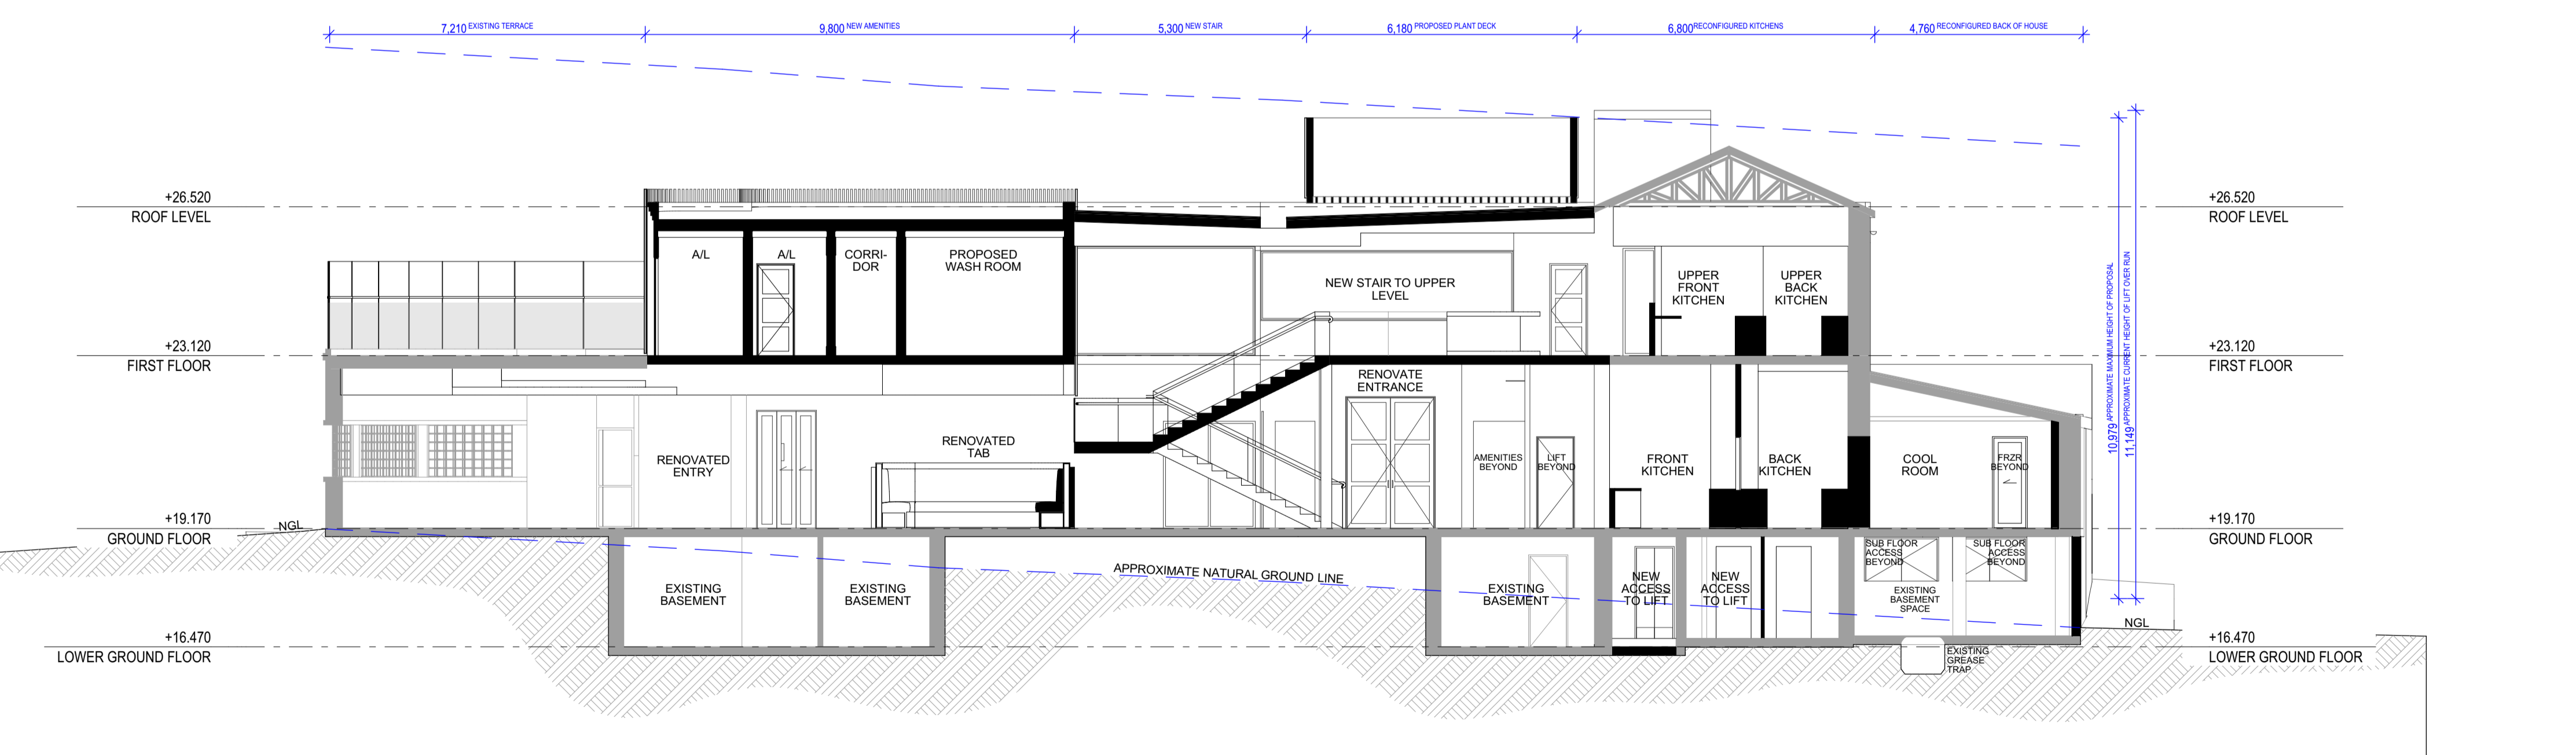 7,210 EXISTING TERRACE
9,800 NEW AMENITIES
5,300 NEW STAIR
6,180 PROPOSED PLANT DECK
6,800 RECONFIGURED KITCHENS
4,760 RECONFIGURED BACK OF HOUSE
+26.520
ROOF LEVEL
+26.520
ROOF LEVEL
A/L
A/L
CORRI-
DOR
PROPOSED
WASH ROOM
NEW STAIR TO UPPER
LEVEL
UPPER
FRONT
KITCHEN
UPPER
BACK
KITCHEN
10,979 APPROXIMATE MAXIMUM HEIGHT OF PROPOSAL
11,149 APPROXIMATE CURRENT HEIGHT OF LIFT OVER RUN
+23.120
FIRST FLOOR
+23.120
FIRST FLOOR
RENOVATE
ENTRANCE
RENOVATED
ENTRY
RENOVATED
TAB
AMENITIES
BEYOND
LIFT
BEYOND
FRONT
KITCHEN
BACK
KITCHEN
COOL
ROOM
FRZR
BEYOND
+19.170
GROUND FLOOR
NGL
+19.170
GROUND FLOOR
EXISTING
BASEMENT
EXISTING
BASEMENT
APPROXIMATE NATURAL GROUND LINE
EXISTING
BASEMENT
NEW
ACCESS
TO LIFT
NEW
ACCESS
TO LIFT
SUB FLOOR
ACCESS
BEYOND
SUB FLOOR
ACCESS
BEYOND
EXISTING
BASEMENT
SPACE
NGL
+16.470
LOWER GROUND FLOOR
EXISTING
GREASE
TRAP
+16.470
LOWER GROUND FLOOR